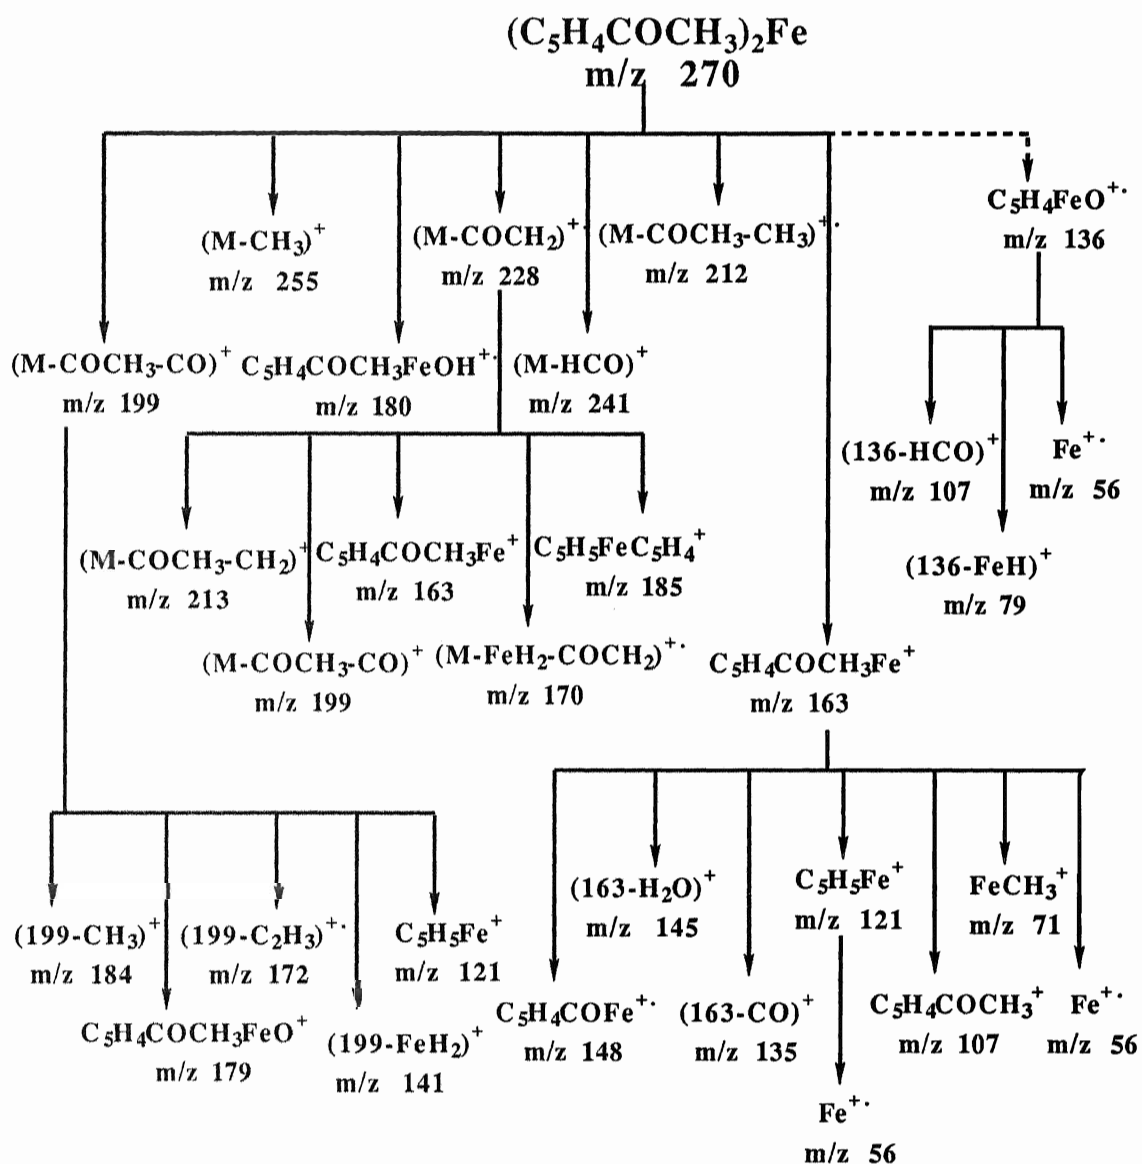 (C₅H₄COCH₃)₂Fe
m/z 270
C₅H₄FeO⁺·
m/z 136
(M-CH₃)⁺
m/z 255
(M-COCH₂)⁺·
m/z 228
(M-COCH₃-CH₃)⁺·
m/z 212
(M-COCH₃-CO)⁺
m/z 199
C₅H₄COCH₃FeOH⁺·
m/z 180
(M-HCO)⁺
m/z 241
(136-HCO)⁺
m/z 107
Fe⁺·
m/z 56
(136-FeH)⁺
m/z 79
(M-COCH₃-CH₂)⁺
m/z 213
C₅H₄COCH₃Fe⁺
m/z 163
C₅H₅FeC₅H₄⁺
m/z 185
(M-COCH₃-CO)⁺
m/z 199
(M-FeH₂-COCH₂)⁺·
m/z 170
C₅H₄COCH₃Fe⁺
m/z 163
(199-CH₃)⁺
m/z 184
(199-C₂H₃)⁺·
m/z 172
C₅H₅Fe⁺
m/z 121
C₅H₄COCH₃FeO⁺
m/z 179
(199-FeH₂)⁺
m/z 141
(163-H₂O)⁺
m/z 145
C₅H₅Fe⁺
m/z 121
FeCH₃⁺
m/z 71
C₅H₄COFe⁺·
m/z 148
(163-CO)⁺
m/z 135
C₅H₄COCH₃⁺
m/z 107
Fe⁺·
m/z 56
Fe⁺·
m/z 56